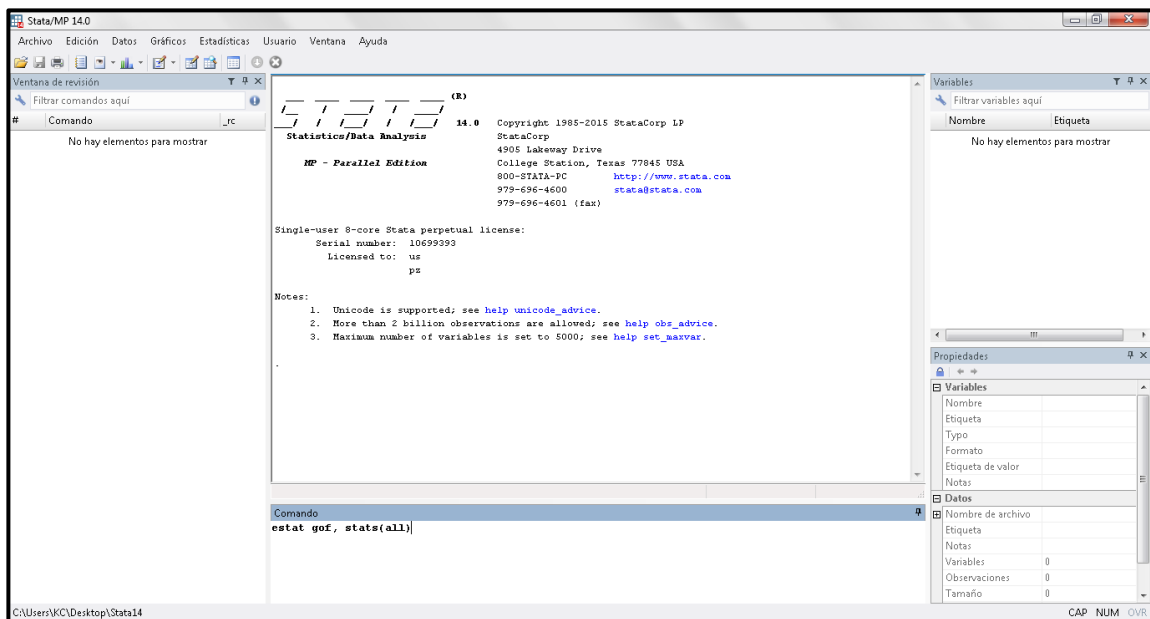 Stata/MP 14.0
Archivo Edición Datos Gráficos Estadísticas Usuario Ventana Ayuda
Ventana de revisión
Filtrar comandos aquí
# Comando _rc
No hay elementos para mostrar
(R)
14.0 Copyright 1985-2015 StataCorp LP
Statistics/Data Analysis StataCorp
4905 Lakeway Drive
MP - Parallel Edition College Station, Texas 77845 USA
800-STATA-PC http://www.stata.com
979-696-4600 stata@stata.com
979-696-4601 (fax)
Single-user 8-core Stata perpetual license:
Serial number: 10699393
Licensed to: us
pz
Notes:
1. Unicode is supported; see help unicode_advice.
2. More than 2 billion observations are allowed; see help obs_advice.
3. Maximum number of variables is set to 5000; see help set_maxvar.
.
Comando
estat gof, stats(all)
Variables
Filtrar variables aquí
Nombre Etiqueta
No hay elementos para mostrar
Propiedades
Variables
Nombre
Etiqueta
Typo
Formato
Etiqueta de valor
Notas
Datos
Nombre de archivo
Etiqueta
Notas
Variables 0
Observaciones 0
Tamaño 0
C:\Users\KC\Desktop\Stata14
CAP NUM OVR